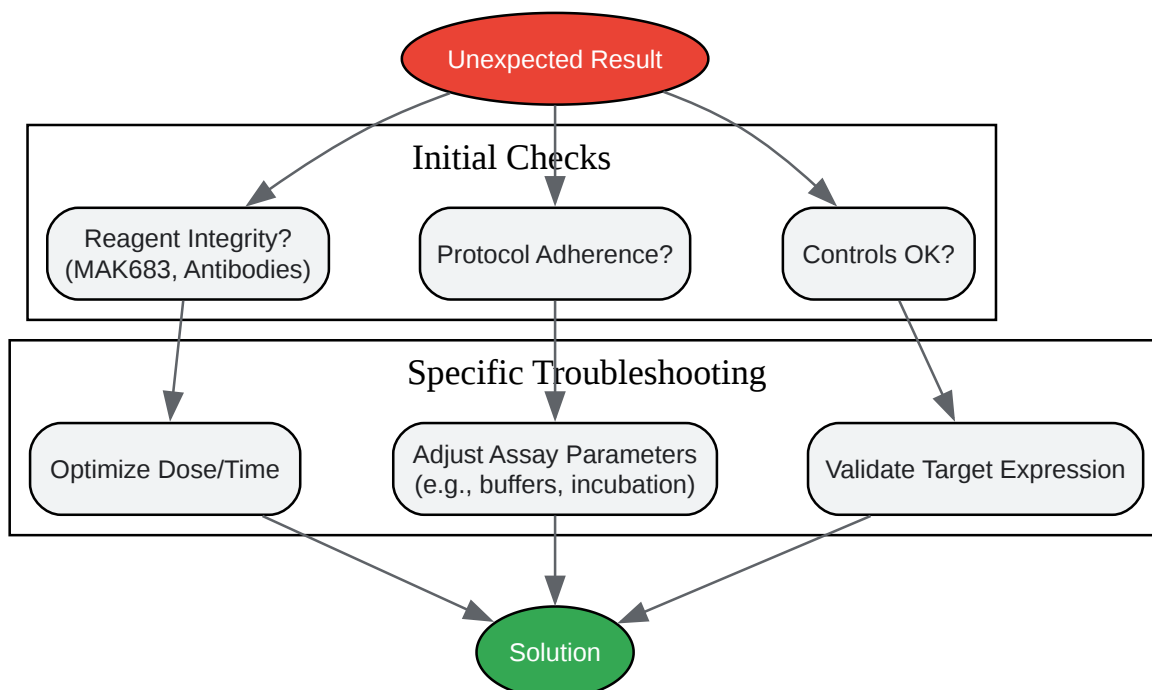 Unexpected Result
Initial Checks
Reagent Integrity?
(MAK683, Antibodies)
Protocol Adherence?
Controls OK?
Specific Troubleshooting
Optimize Dose/Time
Adjust Assay Parameters
(e.g., buffers, incubation)
Validate Target Expression
Solution